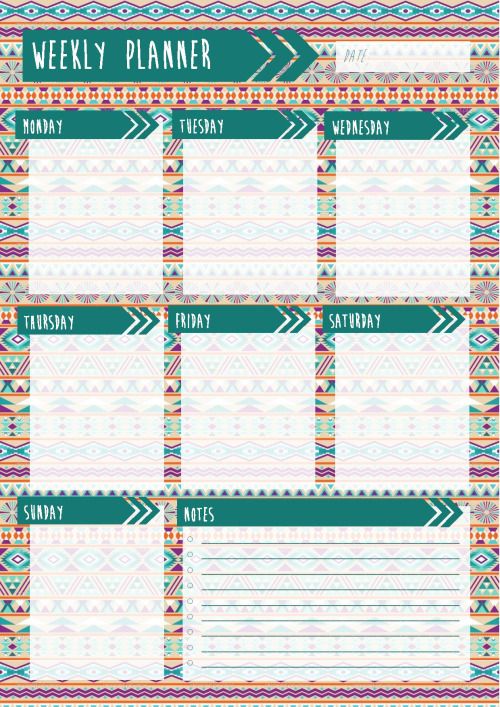 WEEKLY PLANNER
DATE
MONDAY
TUESDAY
WEDNESDAY
THURSDAY
FRIDAY
SATURDAY
SUNDAY
NOTES